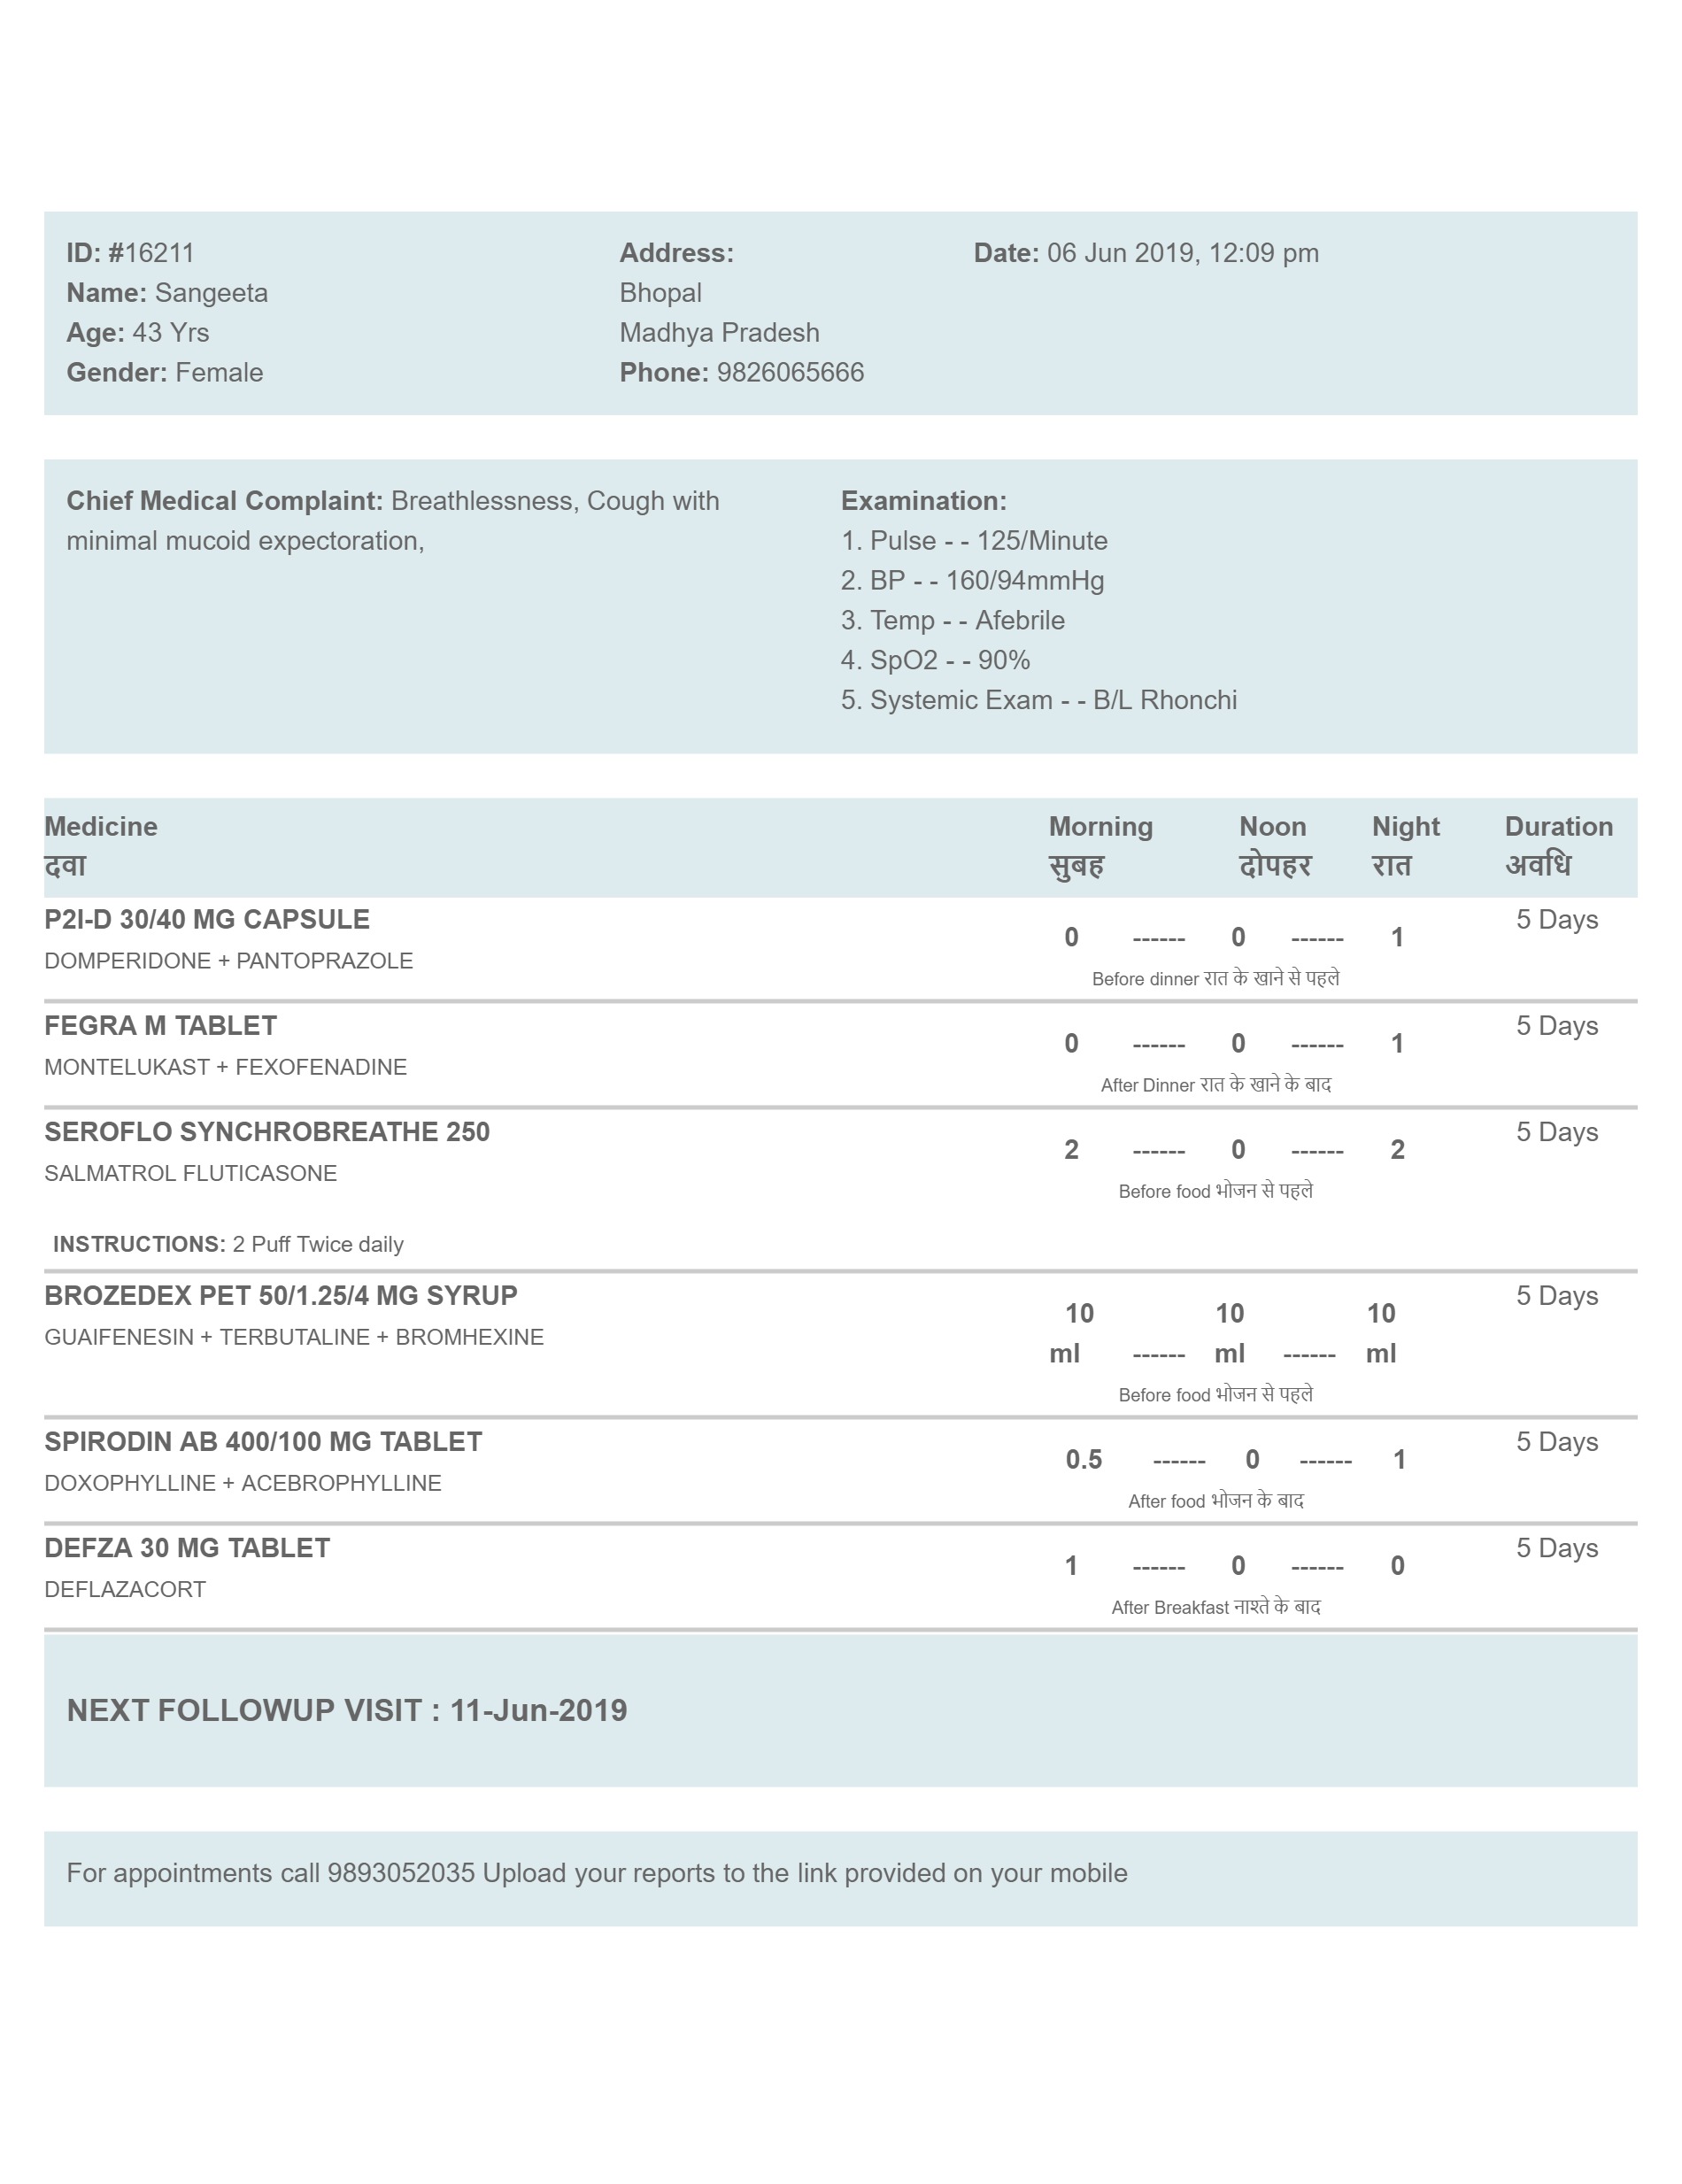 ID: #16211
Name: Sangeeta
Age: 43 Yrs
Gender: Female
Address:
Bhopal
Madhya Pradesh
Phone: 9826065666
Date: 06 Jun 2019, 12:09 pm
Chief Medical Complaint: Breathlessness, Cough with
minimal mucoid expectoration,
Examination:
1. Pulse - - 125/Minute
2. BP - - 160/94mmHg
3. Temp - - Afebrile
4. SpO2 - - 90%
5. Systemic Exam - - B/L Rhonchi
Medicine Morning Noon Night Duration
दवा सुबह दोपहर रात अवधि
P2I-D 30/40 MG CAPSULE 5 Days
0 ------ 0 ------ 1
DOMPERIDONE + PANTOPRAZOLE
Before dinner रात के खाने से पहले
FEGRA M TABLET 5 Days
0 ------ 0 ------ 1
MONTELUKAST + FEXOFENADINE
After Dinner रात के खाने के बाद
SEROFLO SYNCHROBREATHE 250 5 Days
2 ------ 0 ------ 2
SALMATROL FLUTICASONE
Before food भोजन से पहले
INSTRUCTIONS: 2 Puff Twice daily
BROZEDEX PET 50/1.25/4 MG SYRUP 5 Days
10 10 10
GUAIFENESIN + TERBUTALINE + BROMHEXINE
ml ------ ml ------ ml
Before food भोजन से पहले
SPIRODIN AB 400/100 MG TABLET 5 Days
0.5 ------ 0 ------ 1
DOXOPHYLLINE + ACEBROPHYLLINE
After food भोजन के बाद
DEFZA 30 MG TABLET 5 Days
1 ------ 0 ------ 0
DEFLAZACORT
After Breakfast नाश्ते के बाद
NEXT FOLLOWUP VISIT : 11-Jun-2019
For appointments call 9893052035 Upload your reports to the link provided on your mobile